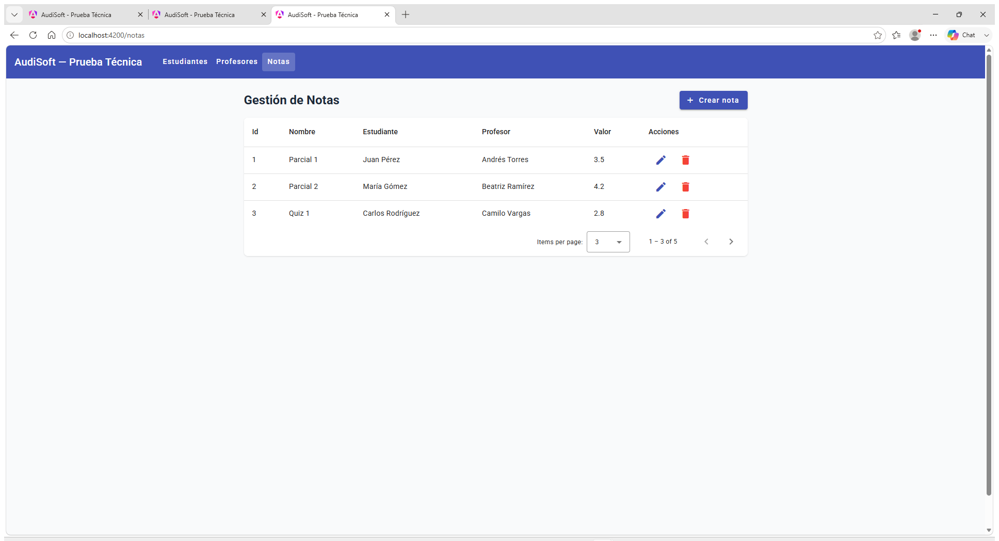 AudiSoft - Prueba Técnica
AudiSoft - Prueba Técnica
AudiSoft - Prueba Técnica
localhost:4200/notas
Chat
AudiSoft — Prueba Técnica Estudiantes Profesores Notas
Gestión de Notas
+ Crear nota
Id Nombre Estudiante Profesor Valor Acciones
1 Parcial 1 Juan Pérez Andrés Torres 3.5
2 Parcial 2 María Gómez Beatriz Ramírez 4.2
3 Quiz 1 Carlos Rodríguez Camilo Vargas 2.8
Items per page: 3 1 – 3 of 5